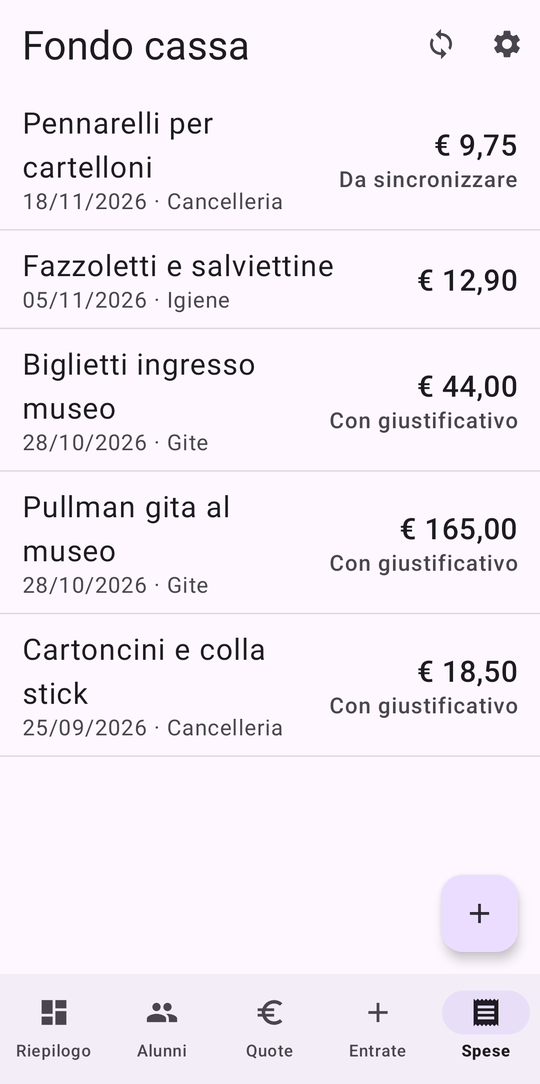 Fondo cassa
Pennarelli per
cartelloni
18/11/2026 · Cancelleria
€ 9,75
Da sincronizzare
Fazzoletti e salviettine
05/11/2026 · Igiene
€ 12,90
Biglietti ingresso
museo
28/10/2026 · Gite
€ 44,00
Con giustificativo
Pullman gita al
museo
28/10/2026 · Gite
€ 165,00
Con giustificativo
Cartoncini e colla
stick
25/09/2026 · Cancelleria
€ 18,50
Con giustificativo
Riepilogo
Alunni
Quote
Entrate
Spese